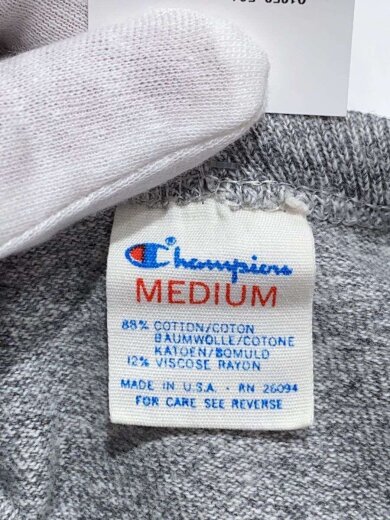 Champion®
MEDIUM
88% COTTON/COTON
BAUMWOLLE/COTONE
KATOEN/BOMULD
12% VISCOSE RAYON
MADE IN U.S.A. - RN 26094
FOR CARE SEE REVERSE